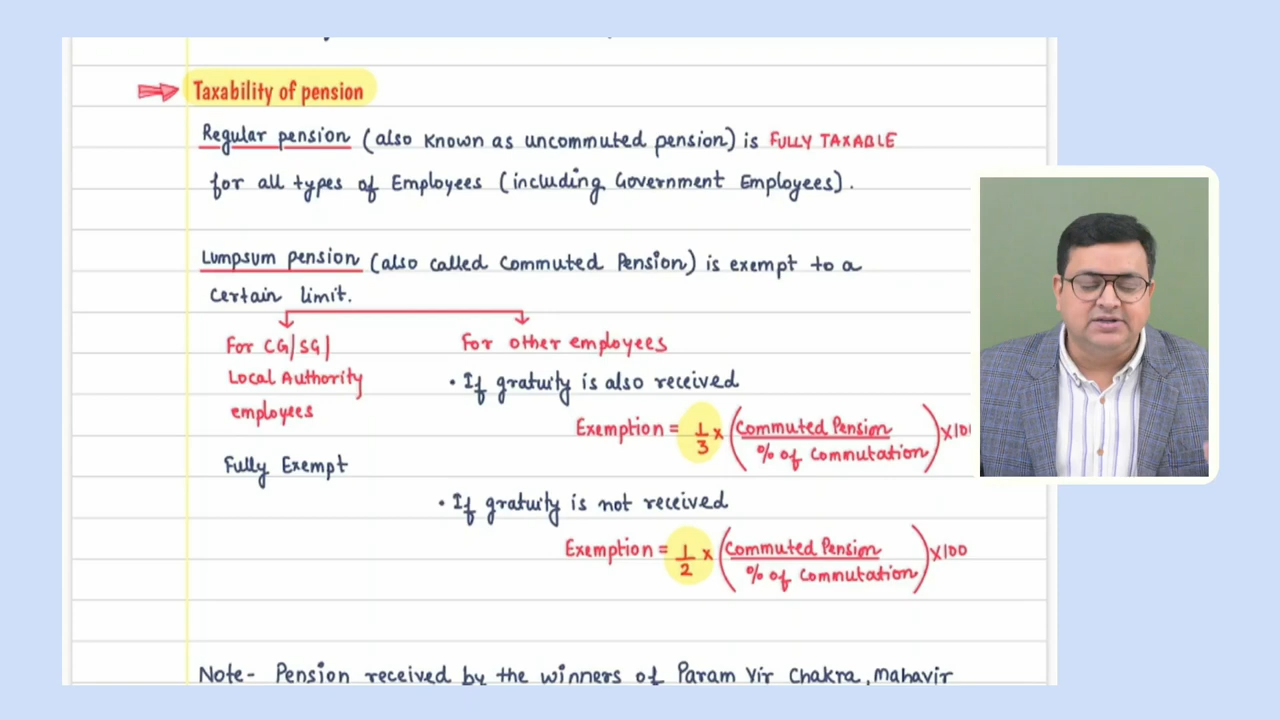 Taxability of pension
Regular pension (also known as uncommuted pension) is FULLY TAXABLE
for all types of Employees (including Government Employees).
Lumpsum pension (also called Commuted Pension) is exempt to a
certain limit.
For CG/SG/
Local Authority
employees
Fully Exempt
For other employees
• If gratuity is also received
Exemption = 1/3 × (Commuted Pension / % of Commutation) ×100
• If gratuity is not received
Exemption = 1/2 × (Commuted Pension / % of Commutation) ×100
Note- Pension received by the winners of Param Vir Chakra, Mahavir